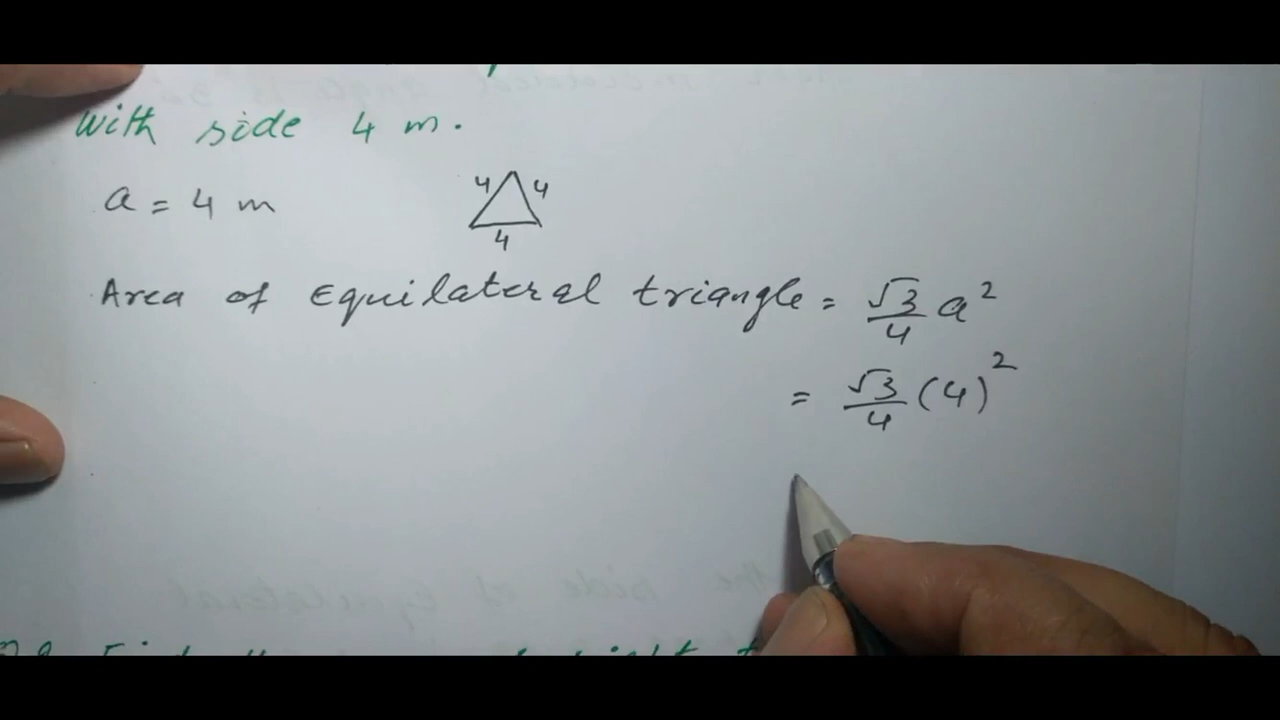 With side 4 m.
a = 4 m
4 4
4
Area of Equilateral triangle = √3/4 a²
= √3/4 (4)²